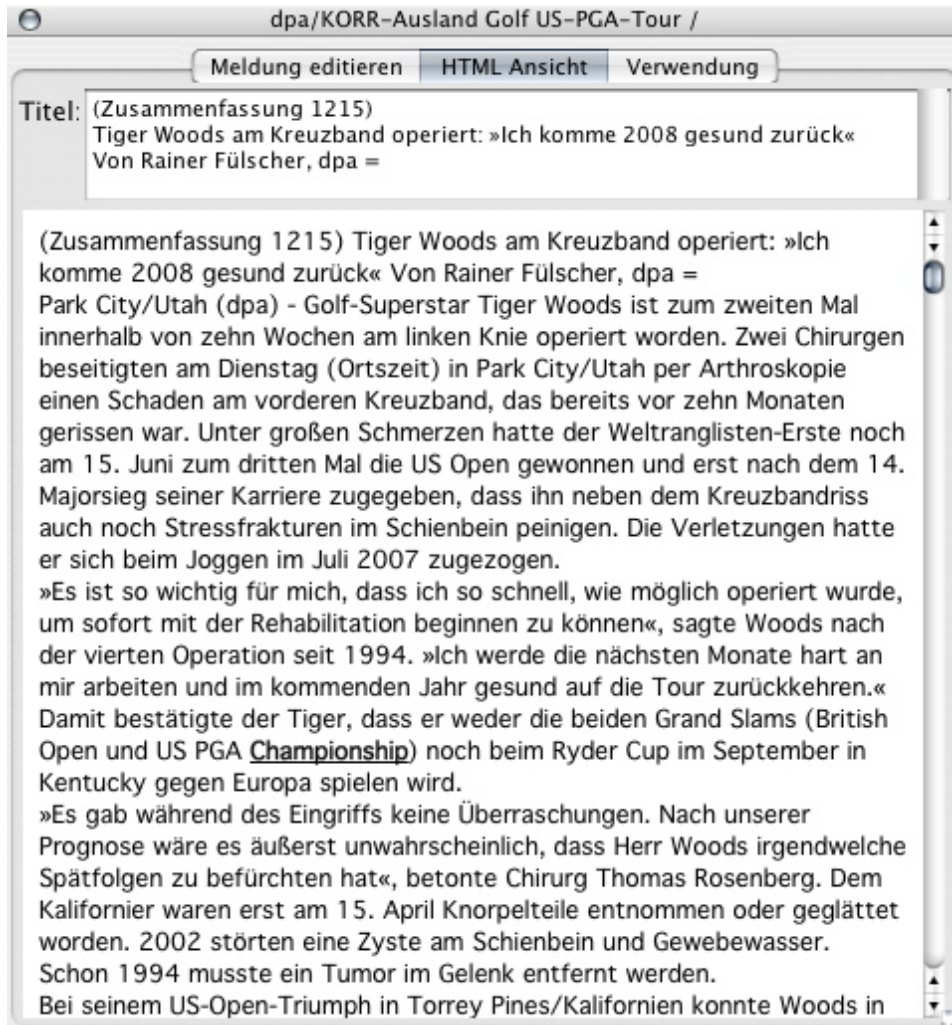 dpa/KORR-Ausland Golf US-PGA-Tour /
Meldung editieren HTML Ansicht Verwendung
Titel: (Zusammenfassung 1215)
Tiger Woods am Kreuzband operiert: »Ich komme 2008 gesund zurück«
Von Rainer Fülscher, dpa =
(Zusammenfassung 1215) Tiger Woods am Kreuzband operiert: »Ich
komme 2008 gesund zurück« Von Rainer Fülscher, dpa =
Park City/Utah (dpa) - Golf-Superstar Tiger Woods ist zum zweiten Mal
innerhalb von zehn Wochen am linken Knie operiert worden. Zwei Chirurgen
beseitigten am Dienstag (Ortszeit) in Park City/Utah per Arthroskopie
einen Schaden am vorderen Kreuzband, das bereits vor zehn Monaten
gerissen war. Unter großen Schmerzen hatte der Weltranglisten-Erste noch
am 15. Juni zum dritten Mal die US Open gewonnen und erst nach dem 14.
Majorsieg seiner Karriere zugegeben, dass ihn neben dem Kreuzbandriss
auch noch Stressfrakturen im Schienbein peinigen. Die Verletzungen hatte
er sich beim Joggen im Juli 2007 zugezogen.
»Es ist so wichtig für mich, dass ich so schnell, wie möglich operiert wurde,
um sofort mit der Rehabilitation beginnen zu können«, sagte Woods nach
der vierten Operation seit 1994. »Ich werde die nächsten Monate hart an
mir arbeiten und im kommenden Jahr gesund auf die Tour zurückkehren.«
Damit bestätigte der Tiger, dass er weder die beiden Grand Slams (British
Open und US PGA Championship) noch beim Ryder Cup im September in
Kentucky gegen Europa spielen wird.
»Es gab während des Eingriffs keine Überraschungen. Nach unserer
Prognose wäre es äußerst unwahrscheinlich, dass Herr Woods irgendwelche
Spätfolgen zu befürchten hat«, betonte Chirurg Thomas Rosenberg. Dem
Kalifornier waren erst am 15. April Knorpelteile entnommen oder geglättet
worden. 2002 störten eine Zyste am Schienbein und Gewebewasser.
Schon 1994 musste ein Tumor im Gelenk entfernt werden.
Bei seinem US-Open-Triumph in Torrey Pines/Kalifornien konnte Woods in